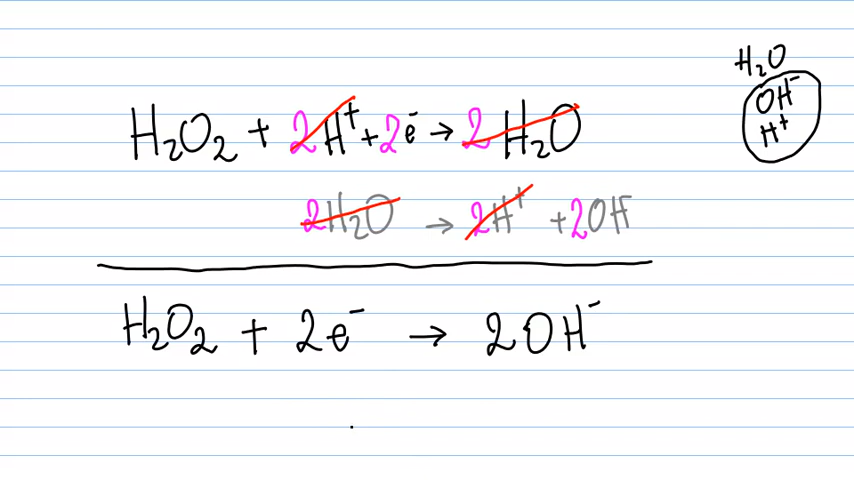 H₂O
OH⁻
H⁺
H₂O₂ + 2H⁺ + 2e⁻ → 2H₂O
2H₂O → 2H⁺ + 2OH⁻
H₂O₂ + 2e⁻ → 2OH⁻